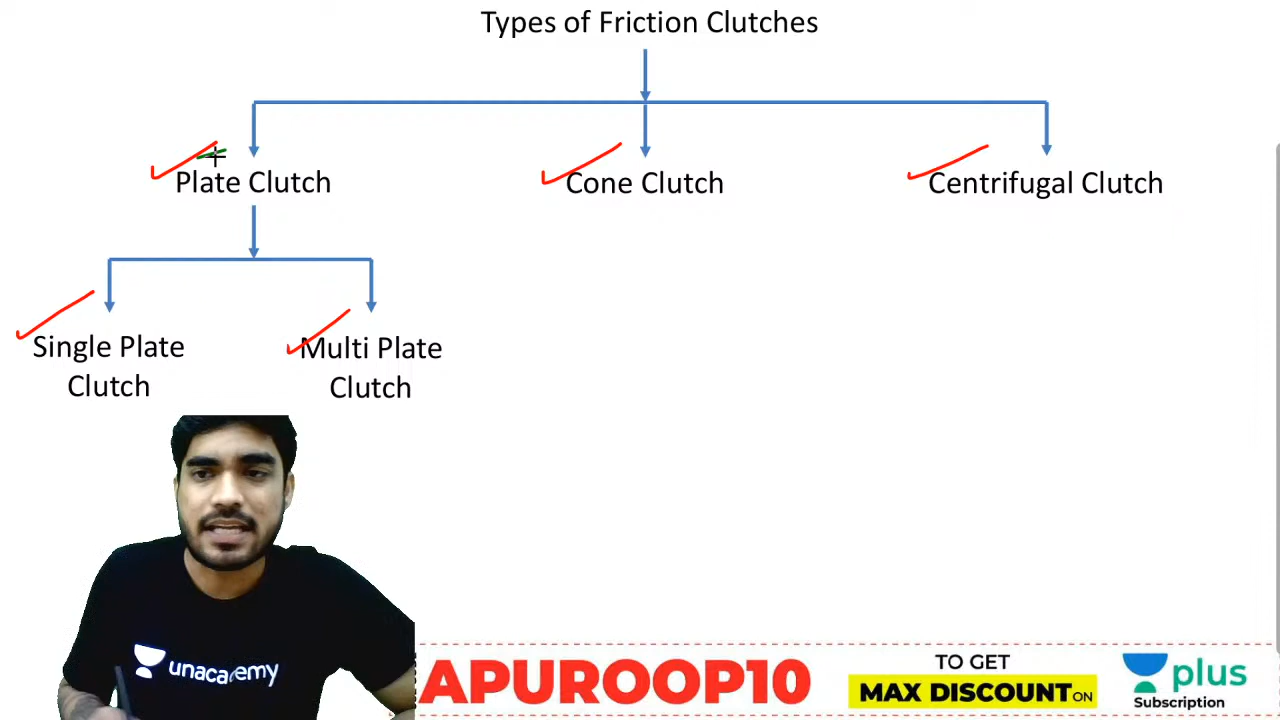 Types of Friction Clutches
Plate Clutch
Cone Clutch
Centrifugal Clutch
Single Plate
Clutch
Multi Plate
Clutch
unacademy
APUROOP10
TO GET
MAX DISCOUNT ON
plus
Subscription